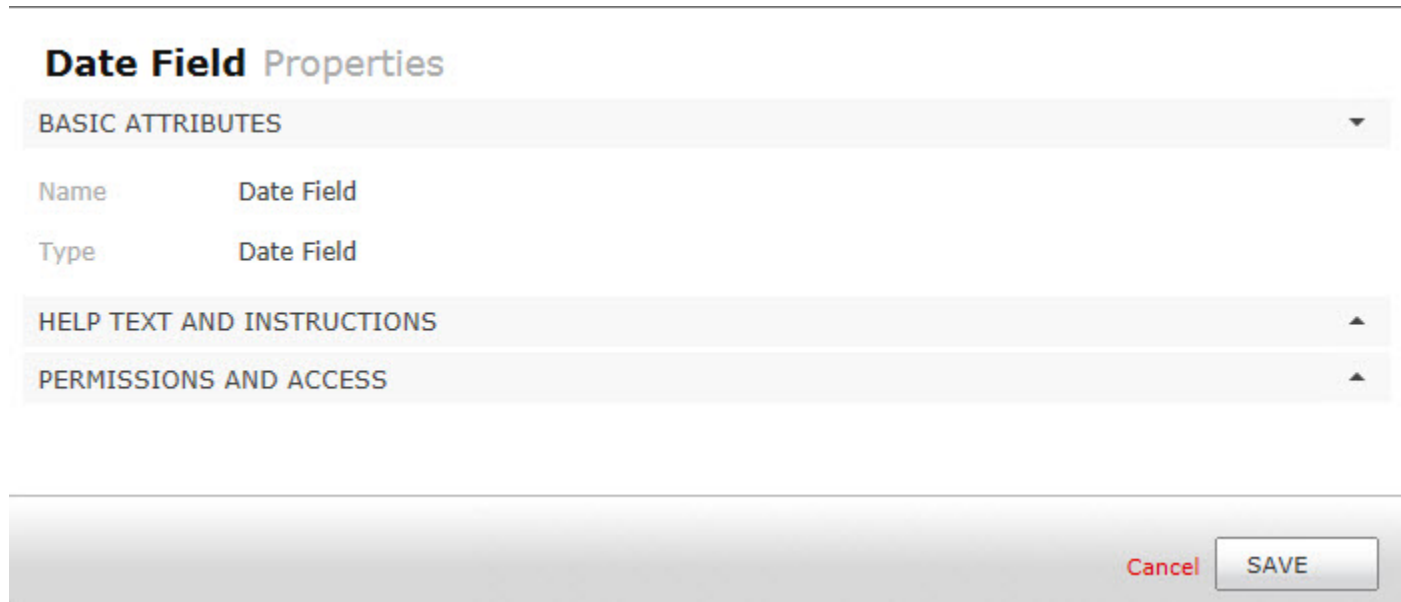 Date Field Properties
BASIC ATTRIBUTES
Name Date Field
Type Date Field
HELP TEXT AND INSTRUCTIONS
PERMISSIONS AND ACCESS
Cancel SAVE